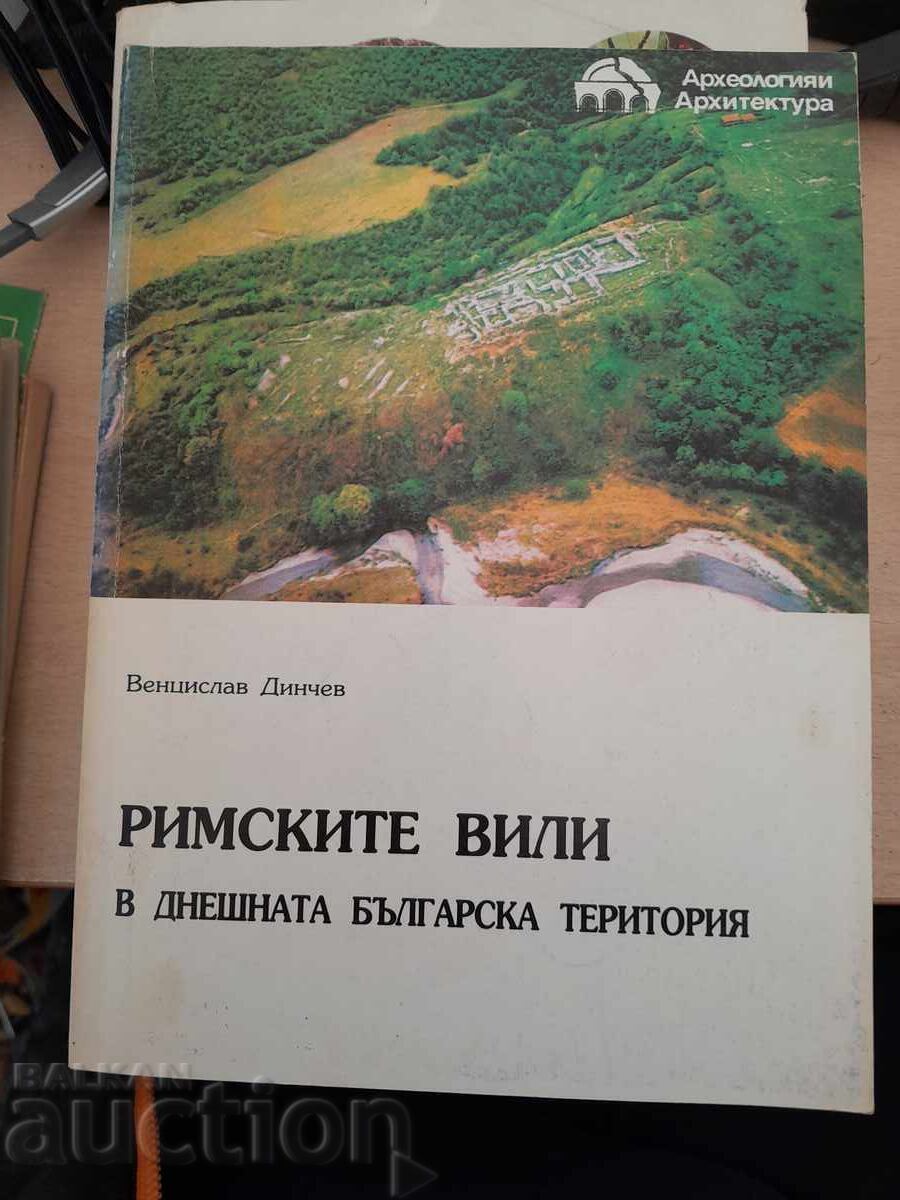 Археологияи
Архитектура
Венцислав Динчев
РИМСКИТЕ ВИЛИ
В ДНЕШНАТА БЪЛГАРСКА ТЕРИТОРИЯ
BALKAN
auction